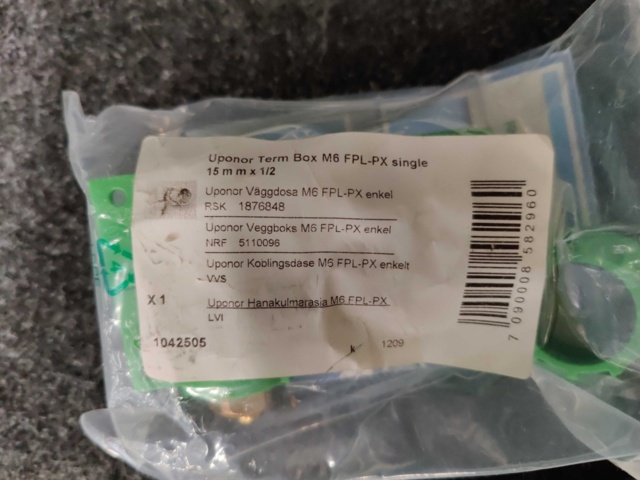 Uponor Term Box M6 FPL-PX single
15 m m x 1/2
Uponor Väggdosa M6 FPL-PX enkel
RSK 1876848
Uponor Veggboks M6 FPL-PX enkel
NRF 5110096
Uponor Koblingsdase M6 FPL-PX enkelt
VVS
X 1 Uponor Hanakulmarasia M6 FPL-PX
LVI
1042505
1209
7 090008 582960